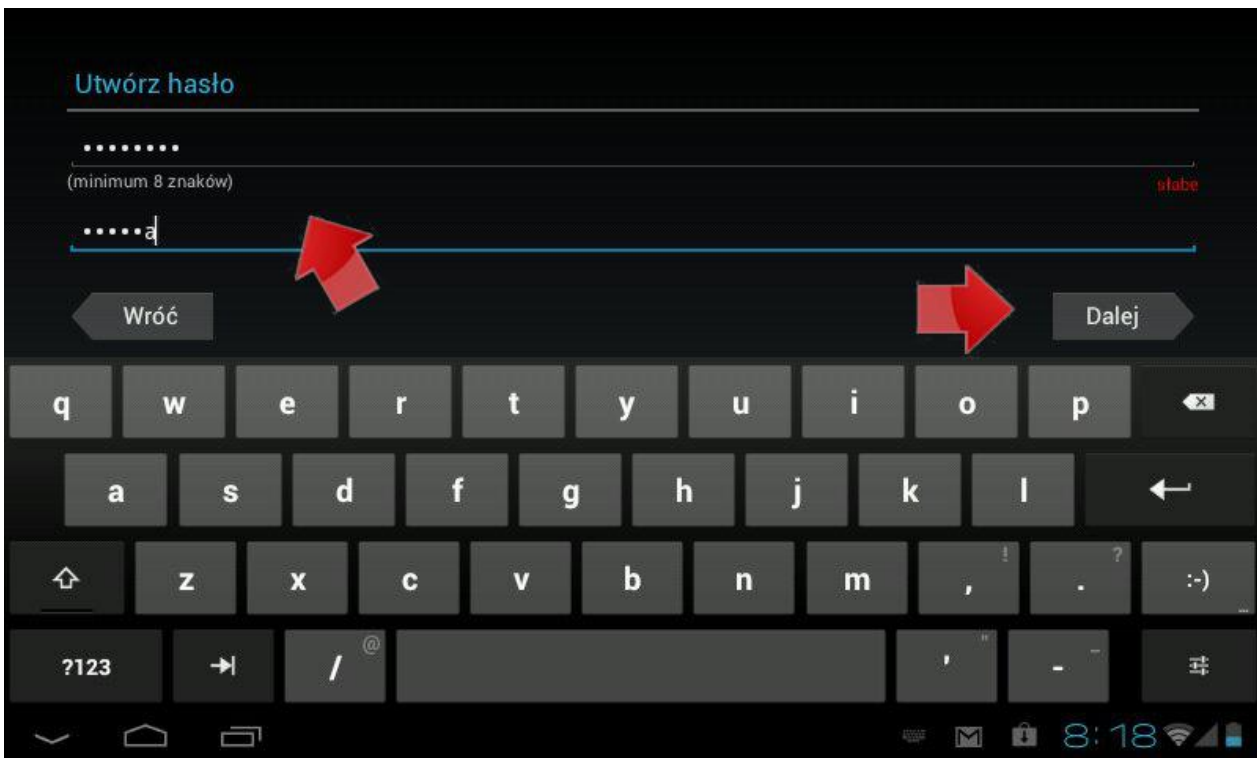 Utwórz hasło
••••••••
(minimum 8 znaków)
słabe
•••••a
Wróć
Dalej
q w e r t y u i o p
a s d f g h j k l
z x c v b n m , ! . ? :-) ...
?123 / @ ' " - _
8:18